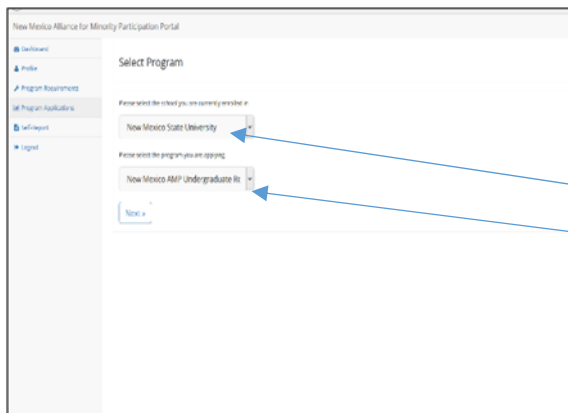 New Mexico Alliance for Minority Participation Portal
Dashboard
Profile
Program Requirements
Program Applications
Self-Report
Logout
Select Program
Please select the school you are currently enrolled in
New Mexico State University
Please select the program you are applying
New Mexico AMP Undergraduate Re
Next »